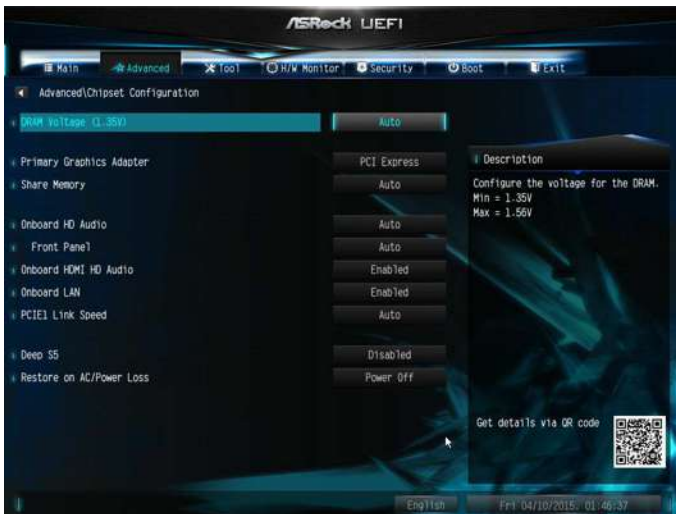 ASRock UEFI
Main Advanced Tool H/W Monitor Security Boot Exit
Advanced\Chipset Configuration
DRAM Voltage (1.35V) Auto
Primary Graphics Adapter PCI Express
Share Memory Auto
Onboard HD Audio Auto
Front Panel Auto
Onboard HDMI HD Audio Enabled
Onboard LAN Enabled
PCIE1 Link Speed Auto
Deep S5 Disabled
Restore on AC/Power Loss Power Off
Description
Configure the voltage for the DRAM.
Min = 1.35V
Max = 1.56V
Get details via QR code
English Fri 04/10/2015. 01:46:37